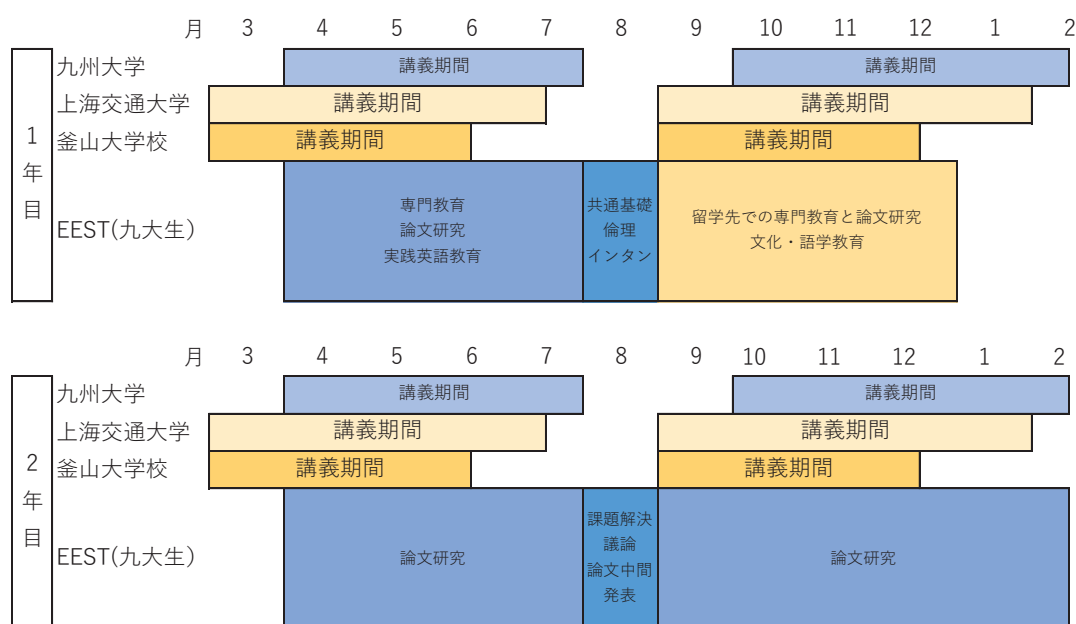 月 3 4 5 6 7 8 9 10 11 12 1 2
1年目
九州大学 講義期間 講義期間
上海交通大学 講義期間 講義期間
釜山大学校 講義期間 講義期間
EEST(九大生)
専門教育
論文研究
実践英語教育
共通基礎
倫理
インタン
留学先での専門教育と論文研究
文化・語学教育
月 3 4 5 6 7 8 9 10 11 12 1 2
2年目
九州大学 講義期間 講義期間
上海交通大学 講義期間 講義期間
釜山大学校 講義期間 講義期間
EEST(九大生)
論文研究
課題解決
議論
論文中間
発表
論文研究